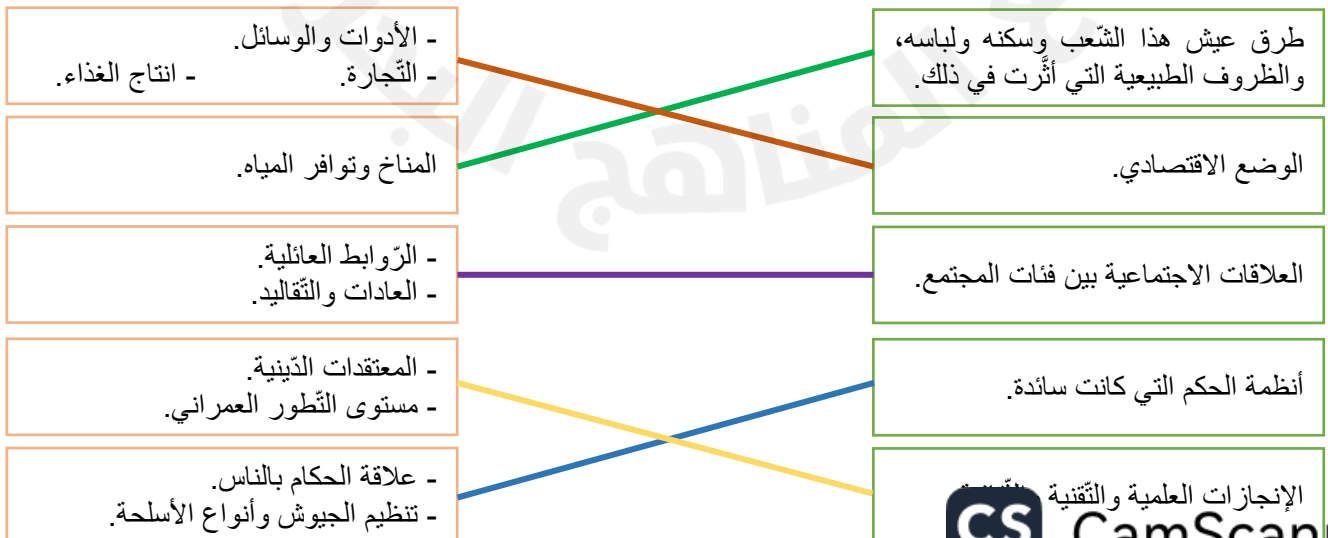 طرق عيش هذا الشّعب وسكنه ولباسه،
والظروف الطبيعية التي أثَّرت في ذلك.
- الأدوات والوسائل.
- التّجارة. - انتاج الغذاء.
الوضع الاقتصادي.
المناخ وتوافر المياه.
العلاقات الاجتماعية بين فئات المجتمع.
- الرّوابط العائلية.
- العادات والتّقاليد.
أنظمة الحكم التي كانت سائدة.
- المعتقدات الدّينية.
- مستوى التّطور العمراني.
الإنجازات العلمية والتّقنية
- علاقة الحكام بالناس.
- تنظيم الجيوش وأنواع الأسلحة.
المناهج
CS CamScan